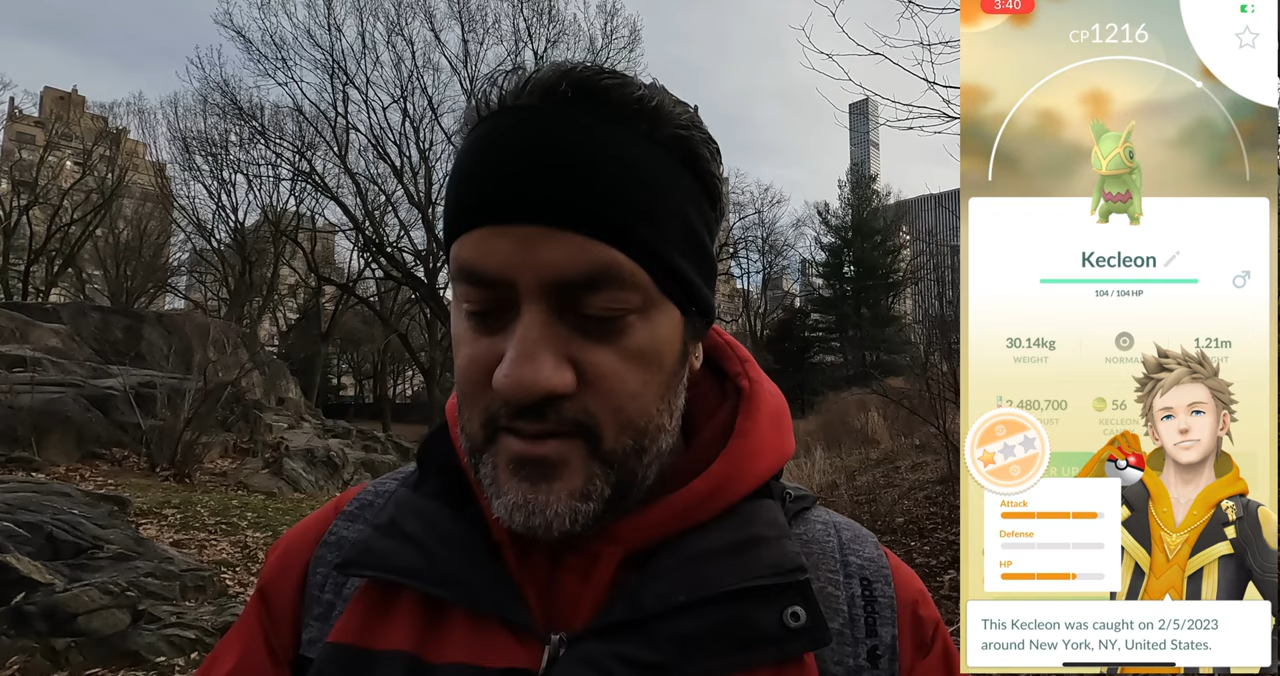 3:40
CP1216
Kecleon
104 / 104 HP
30.14kg
WEIGHT
1.21m
2,480,700
56
KECLEON
Attack
Defense
HP
This Kecleon was caught on 2/5/2023
around New York, NY, United States.
adidas